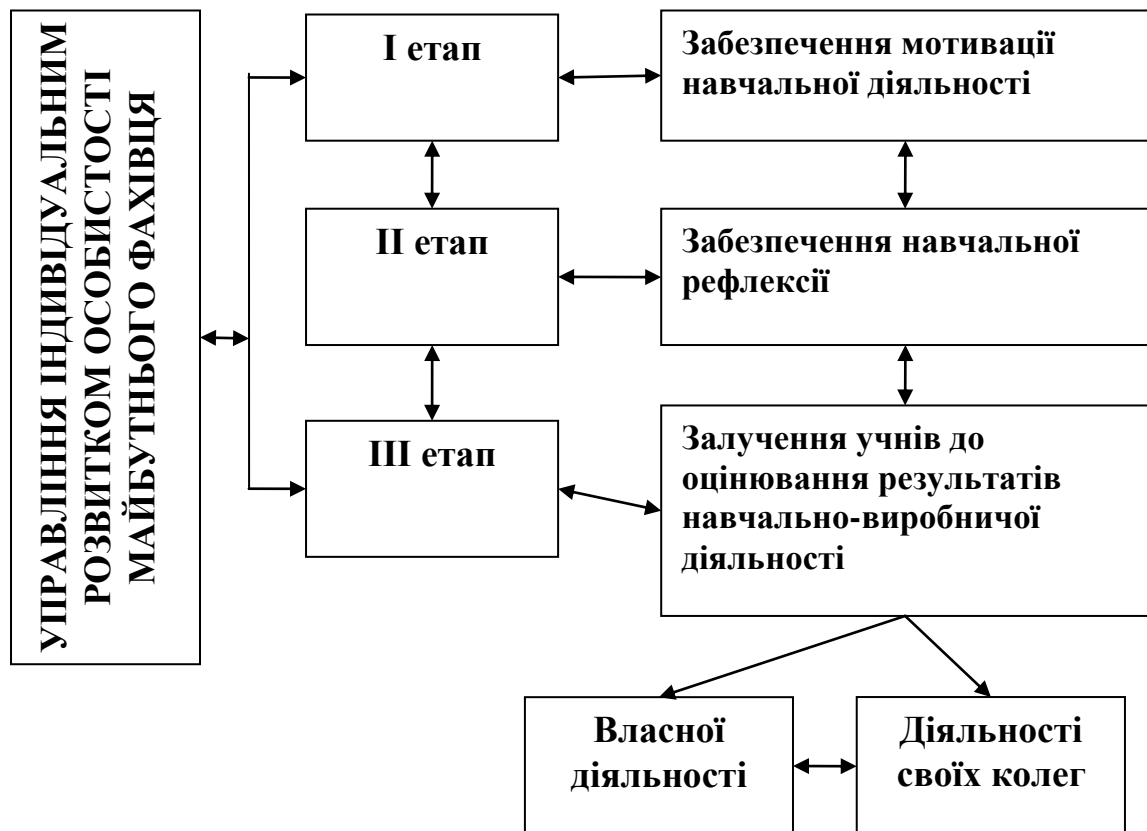 УПРАВЛІННЯ ІНДИВІДУАЛЬНИМ
РОЗВИТКОМ ОСОБИСТОСТІ
МАЙБУТНЬОГО ФАХІВЦЯ
І етап
Забезпечення мотивації
навчальної діяльності
ІІ етап
Забезпечення навчальної
рефлексії
ІІІ етап
Залучення учнів до
оцінювання результатів
навчально-виробничої
діяльності
Власної
діяльності
Діяльності
своїх колег